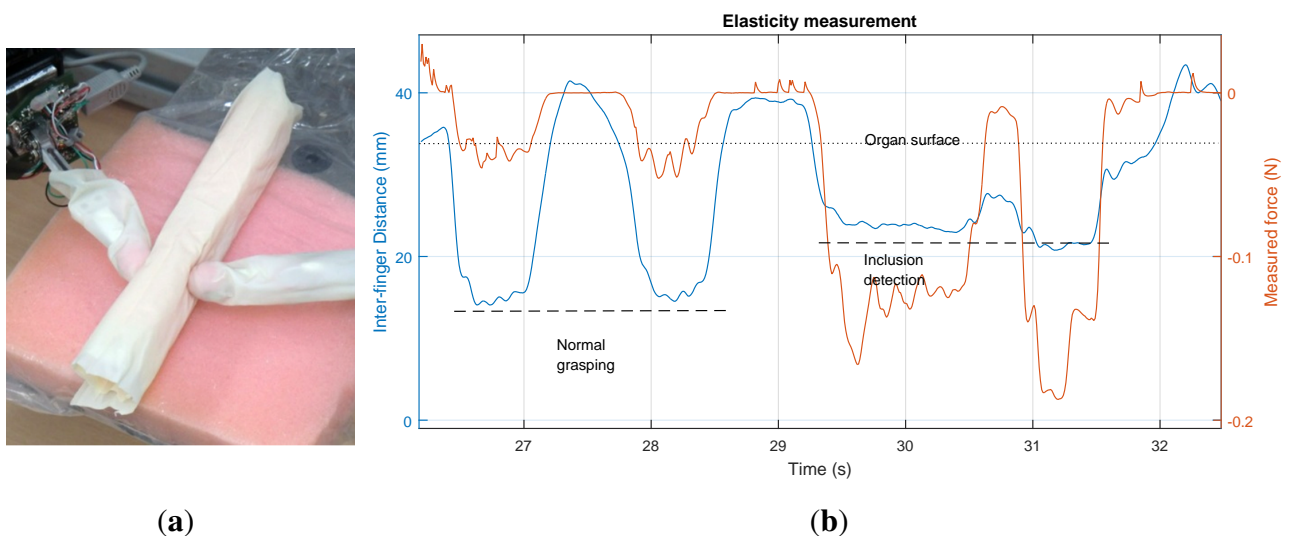 Elasticity measurement
Inter-finger Distance (mm)
40
20
0
Organ surface
Inclusion
detection
Normal
grasping
0
-0.1
-0.2
Measured force (N)
27 28 29 30 31 32
Time (s)
(a)
(b)